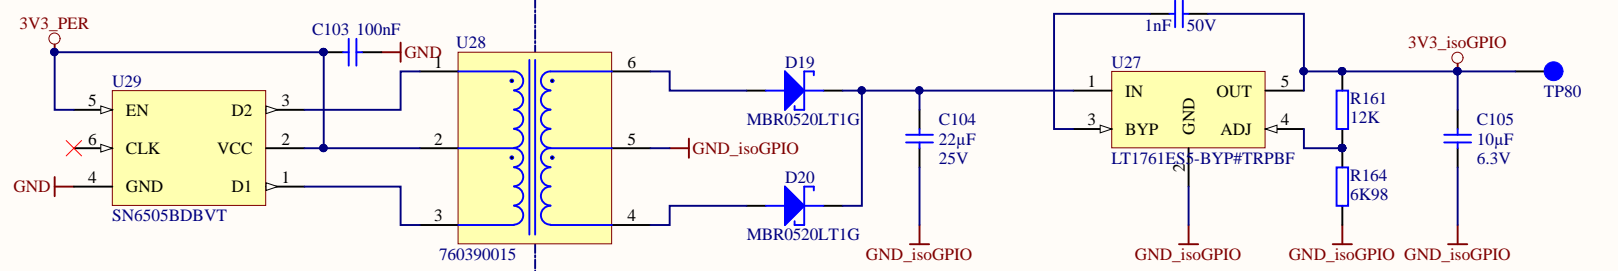 3V3_PER
C103 100nF
GND
U29
5 EN
D2 3
6 CLK
VCC 2
4 GND
D1 1
GND
SN6505BDBVT
U28
1
2
3
6
5
4
760390015
GND_isoGPIO
D19
MBR0520LT1G
D20
MBR0520LT1G
C104
22µF
25V
GND_isoGPIO
1nF 50V
U27
1 IN
OUT 5
3 BYP
GND
ADJ 4
2
LT1761ES5-BYP#TRPBF
GND_isoGPIO
R161
12K
R164
6K98
GND_isoGPIO
3V3_isoGPIO
C105
10µF
6.3V
GND_isoGPIO
TP80